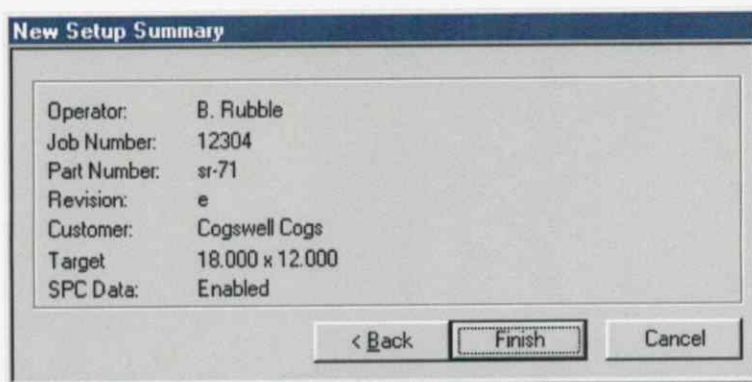 New Setup Summary
Operator: B. Rubble
Job Number: 12304
Part Number: sr-71
Revision: e
Customer: Cogswell Cogs
Target 18.000 x 12.000
SPC Data: Enabled
< Back Finish Cancel